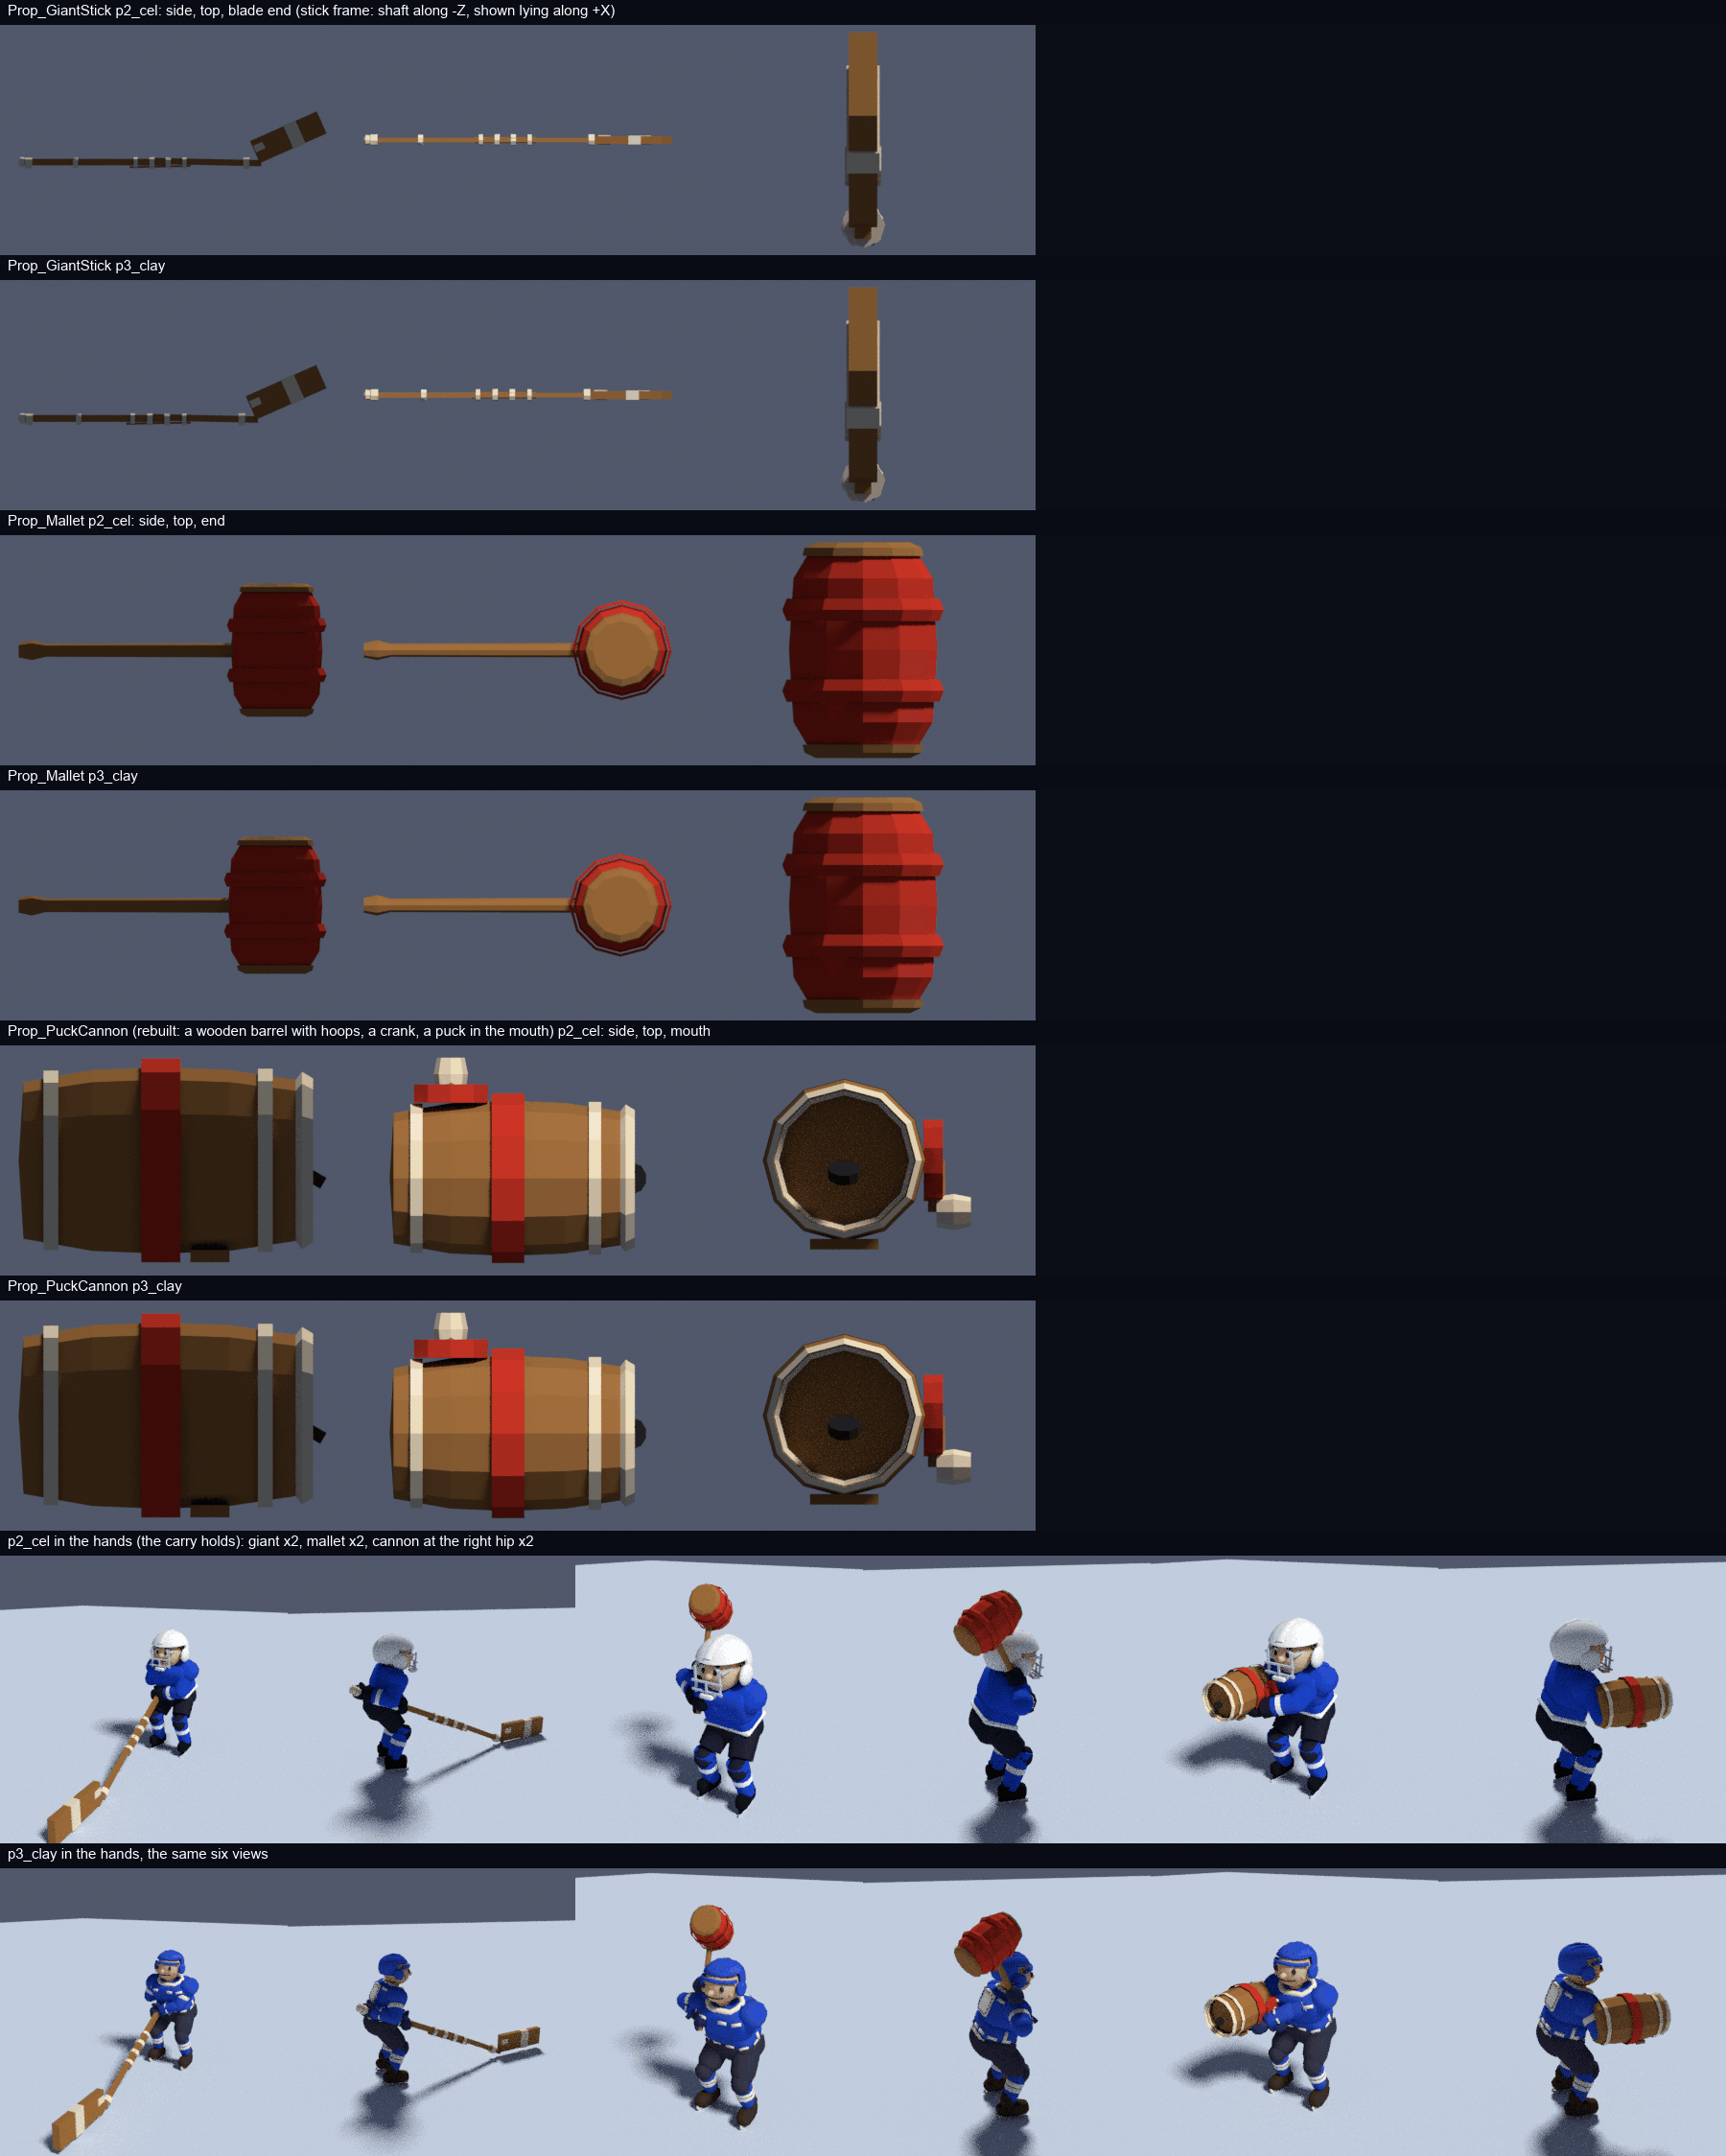 Prop_GiantStick p2_cel: side, top, blade end (stick frame: shaft along -Z, shown lying along +X)
Prop_GiantStick p3_clay
Prop_Mallet p2_cel: side, top, end
Prop_Mallet p3_clay
Prop_PuckCannon (rebuilt: a wooden barrel with hoops, a crank, a puck in the mouth) p2_cel: side, top, mouth
Prop_PuckCannon p3_clay
p2_cel in the hands (the carry holds): giant x2, mallet x2, cannon at the right hip x2
p3_clay in the hands, the same six views